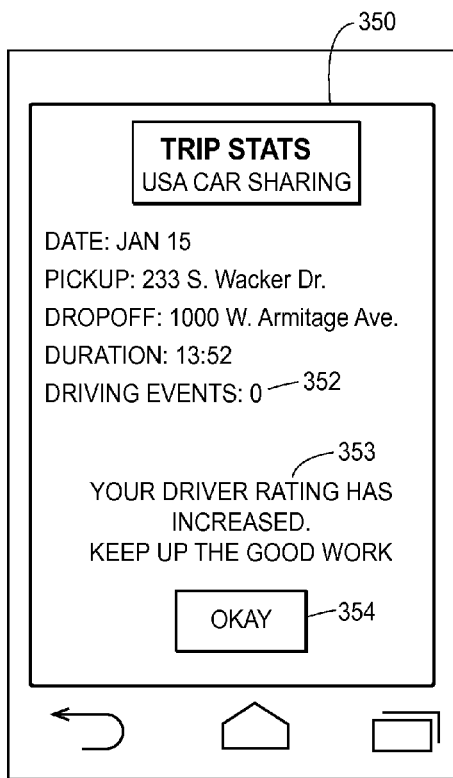 350
TRIP STATS
USA CAR SHARING
DATE: JAN 15
PICKUP: 233 S. Wacker Dr.
DROPOFF: 1000 W. Armitage Ave.
DURATION: 13:52
DRIVING EVENTS: 0 352
353
YOUR DRIVER RATING HAS
INCREASED.
KEEP UP THE GOOD WORK
OKAY 354